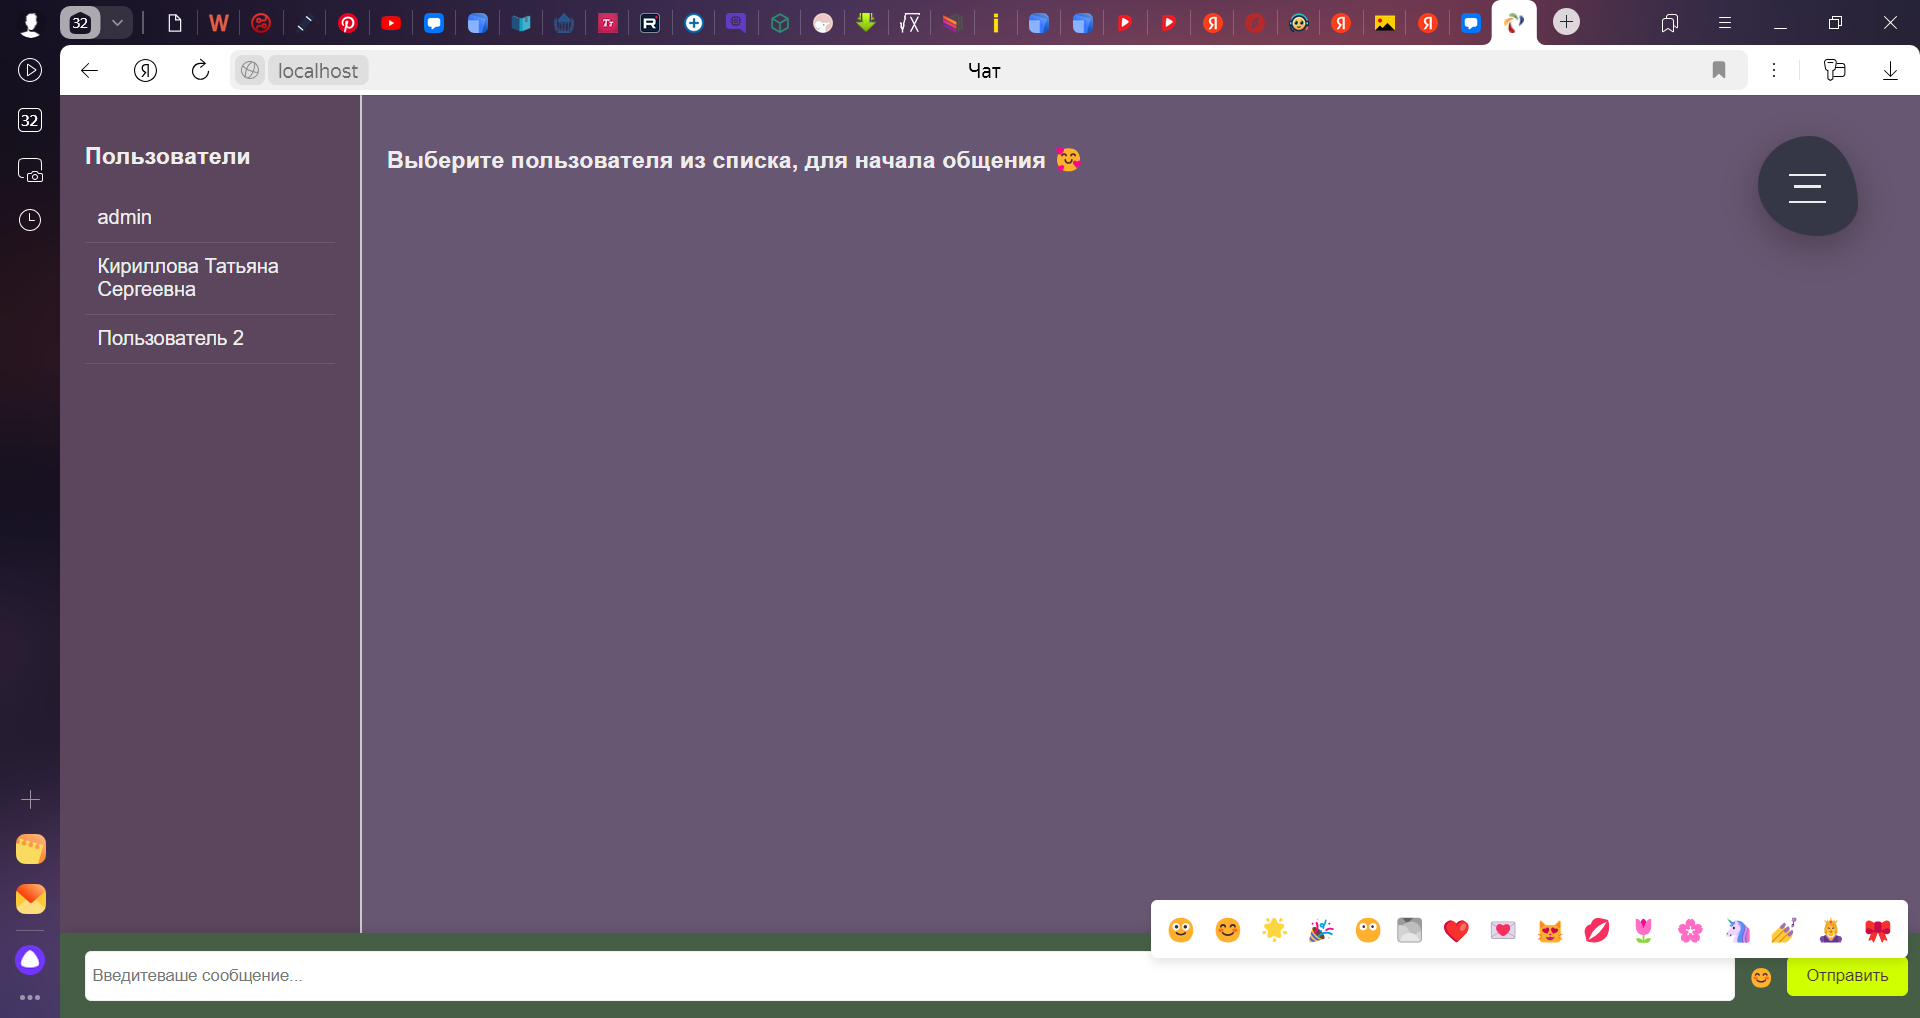 32
localhost
Чат
32
Пользователи
Выберите пользователя из списка, для начала общения 🥰
admin
Кириллова Татьяна
Сергеевна
Пользователь 2
Введитеваше сообщение...
Отправить